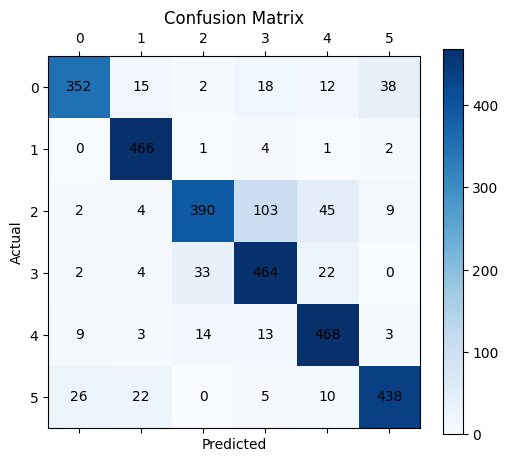 Confusion Matrix
0 1 2 3 4 5
0 352 15 2 18 12 38
1 0 466 1 4 1 2
2 2 4 390 103 45 9
3 2 4 33 464 22 0
4 9 3 14 13 468 3
5 26 22 0 5 10 438
Actual
Predicted
400
300
200
100
0